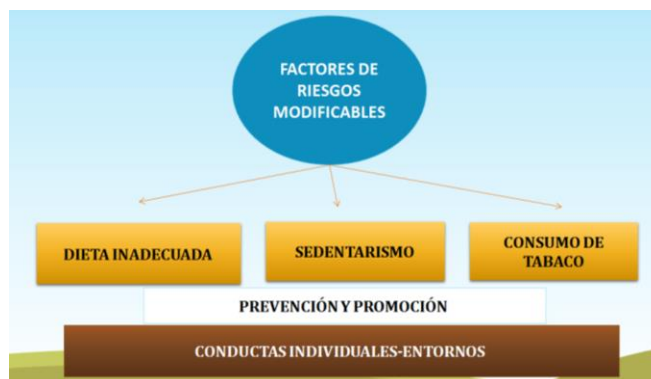 FACTORES DE
RIESGOS
MODIFICABLES
DIETA INADECUADA
SEDENTARISMO
CONSUMO DE
TABACO
PREVENCIÓN Y PROMOCIÓN
CONDUCTAS INDIVIDUALES-ENTORNOS